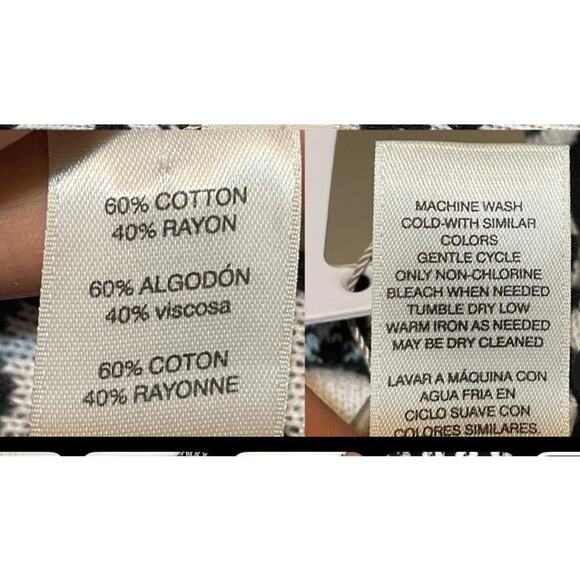 60% COTTON
40% RAYON
60% ALGODÓN
40% viscosa
60% COTON
40% RAYONNE
MACHINE WASH
COLD-WITH SIMILAR
COLORS
GENTLE CYCLE
ONLY NON-CHLORINE
BLEACH WHEN NEEDED
TUMBLE DRY LOW
WARM IRON AS NEEDED
MAY BE DRY CLEANED
LAVAR A MÁQUINA CON
AGUA FRIA EN
CICLO SUAVE CON
COLORES SIMILARES.